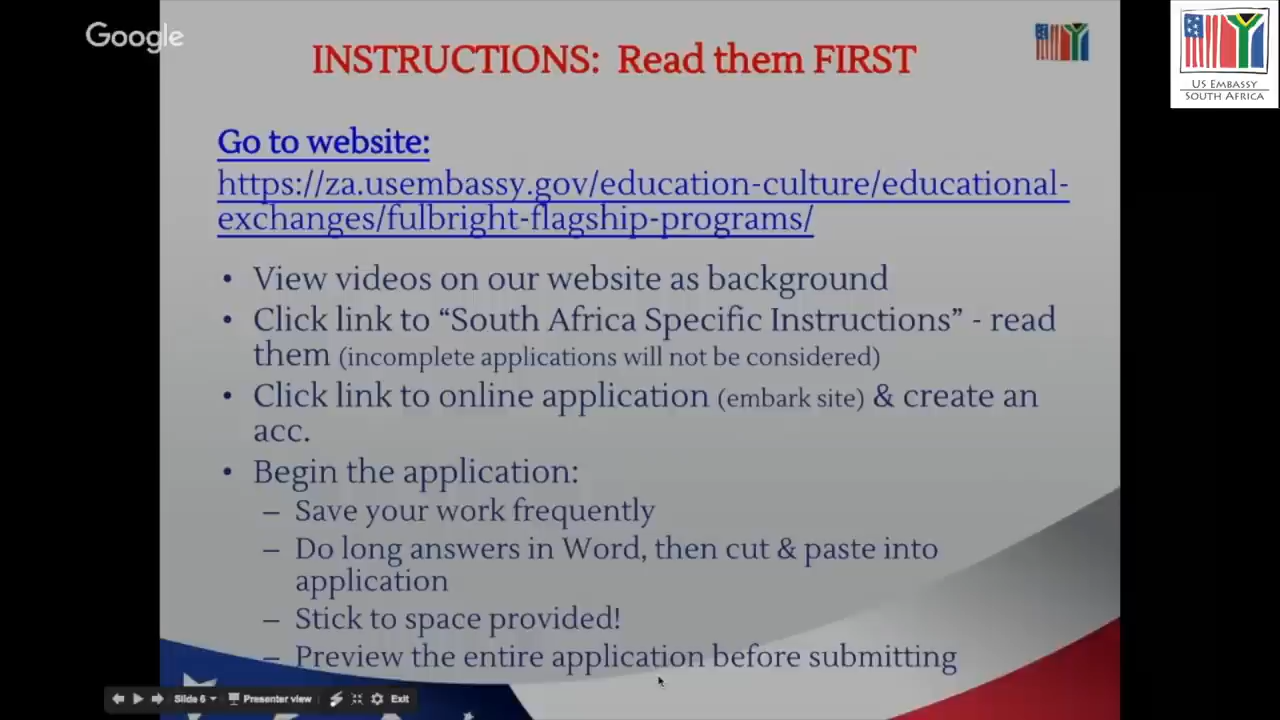 Google
INSTRUCTIONS: Read them FIRST
US EMBASSY
SOUTH AFRICA
Go to website:
https://za.usembassy.gov/education-culture/educational-
exchanges/fulbright-flagship-programs/
• View videos on our website as background
• Click link to “South Africa Specific Instructions” - read
them (incomplete applications will not be considered)
• Click link to online application (embark site) & create an
acc.
• Begin the application:
– Save your work frequently
– Do long answers in Word, then cut & paste into
application
– Stick to space provided!
– Preview the entire application before submitting
Slide 6 Presenter view Exit